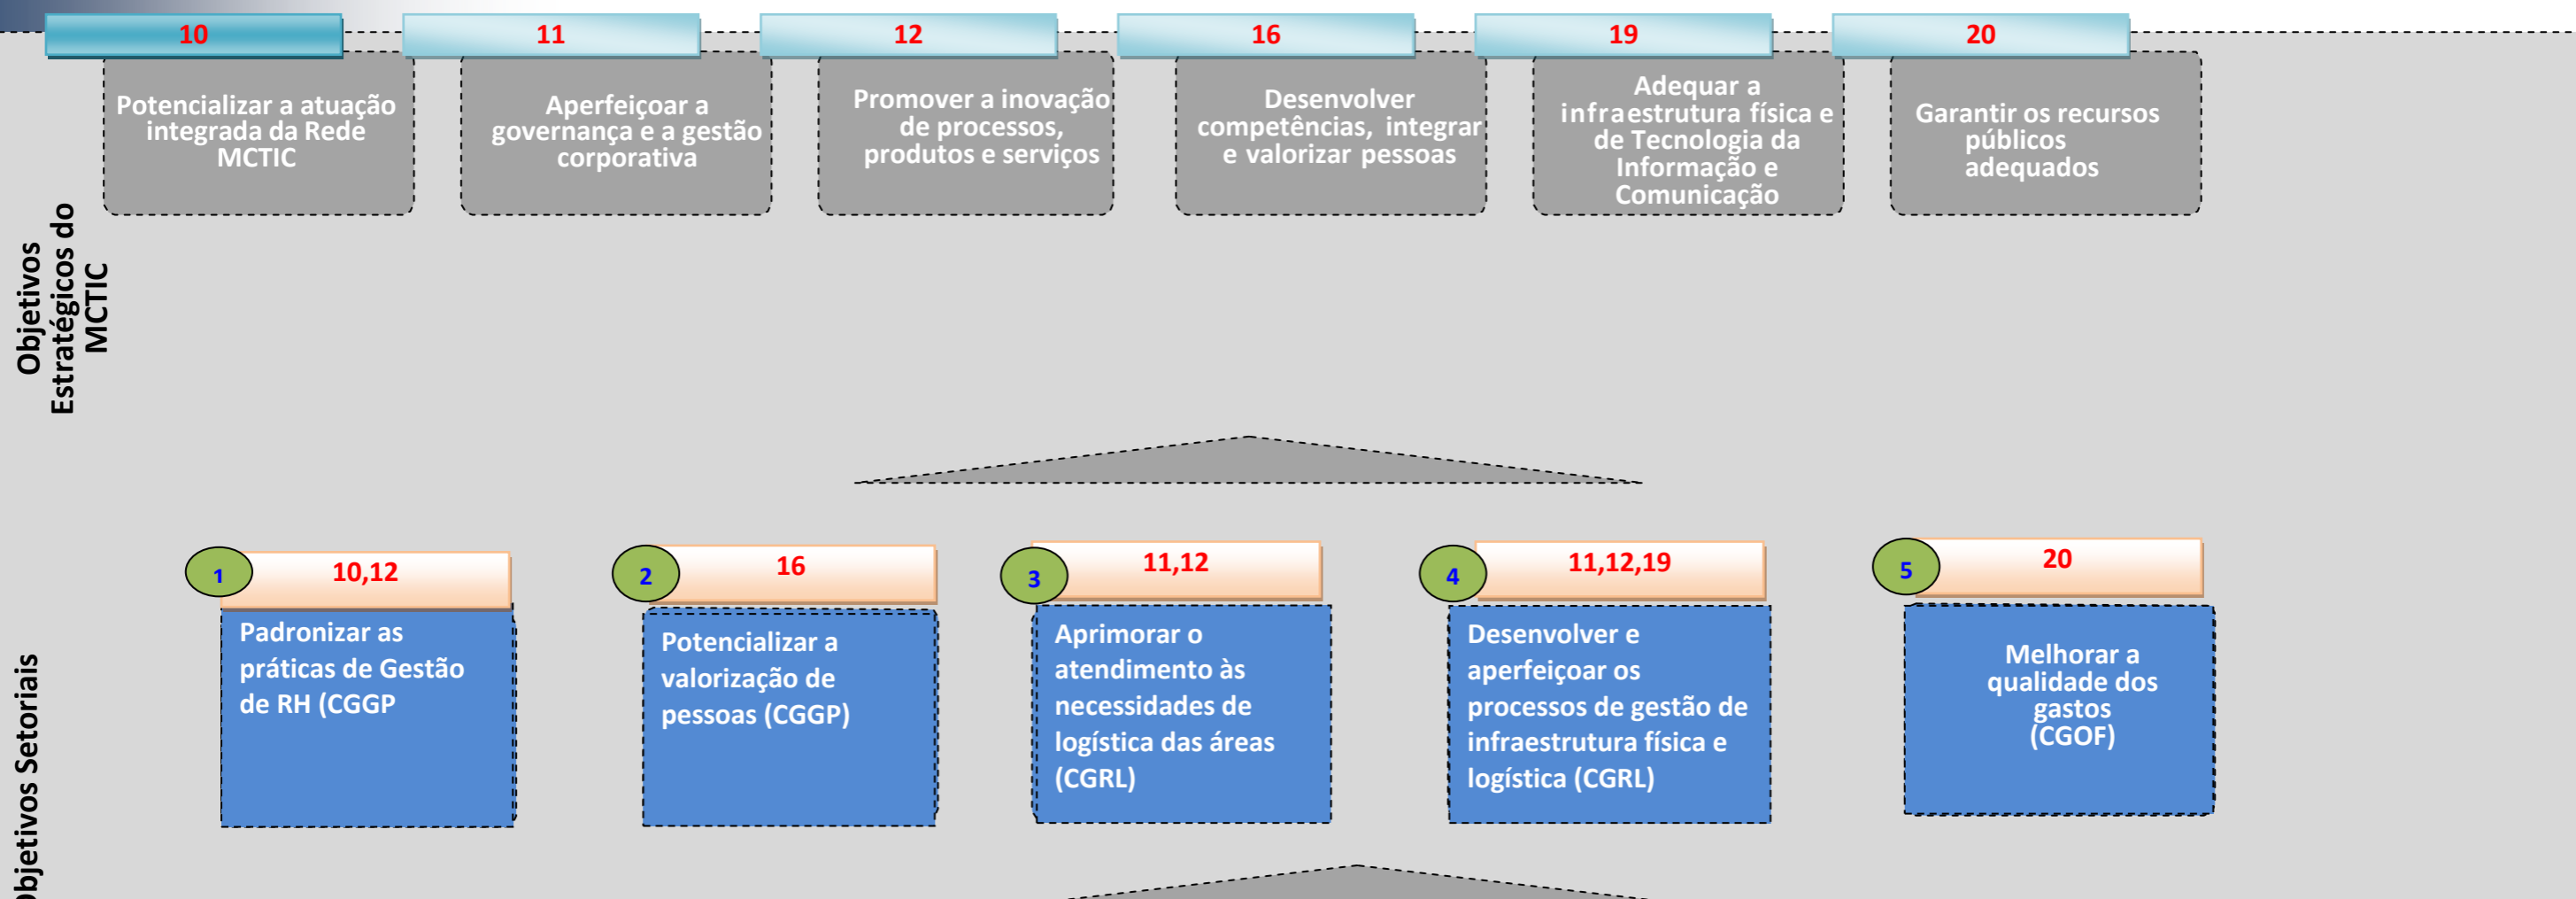 10
11
12
16
19
20
Potencializar a atuação
integrada da Rede
MCTIC
Aperfeiçoar a
governança e a gestão
corporativa
Promover a inovação
de processos,
produtos e serviços
Desenvolver
competências, integrar
e valorizar pessoas
Adequar a
infraestrutura física e
de Tecnologia da
Informação e
Comunicação
Garantir os recursos
públicos
adequados
Objetivos
Estratégicos do
MCTIC
1
10,12
2
16
3
11,12
4
11,12,19
5
20
Padronizar as
práticas de Gestão
de RH (CGGP
Potencializar a
valorização de
pessoas (CGGP)
Aprimorar o
atendimento às
necessidades de
logística das áreas
(CGRL)
Desenvolver e
aperfeiçoar os
processos de gestão de
infraestrutura física e
logística (CGRL)
Melhorar a
qualidade dos
gastos
(CGOF)
Objetivos Setoriais